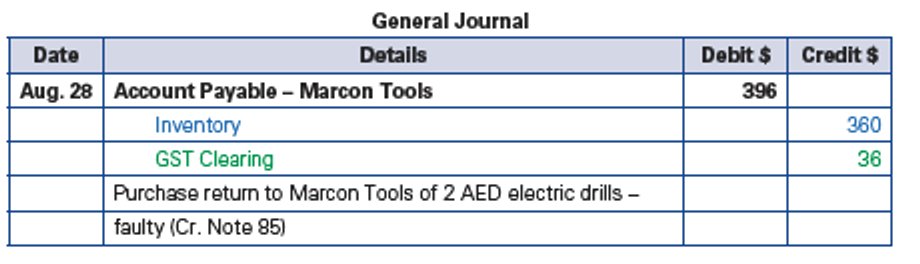 General Journal
Date Details Debit $ Credit $
Aug. 28 Account Payable – Marcon Tools 396
Inventory 360
GST Clearing 36
Purchase return to Marcon Tools of 2 AED electric drills –
faulty (Cr. Note 85)